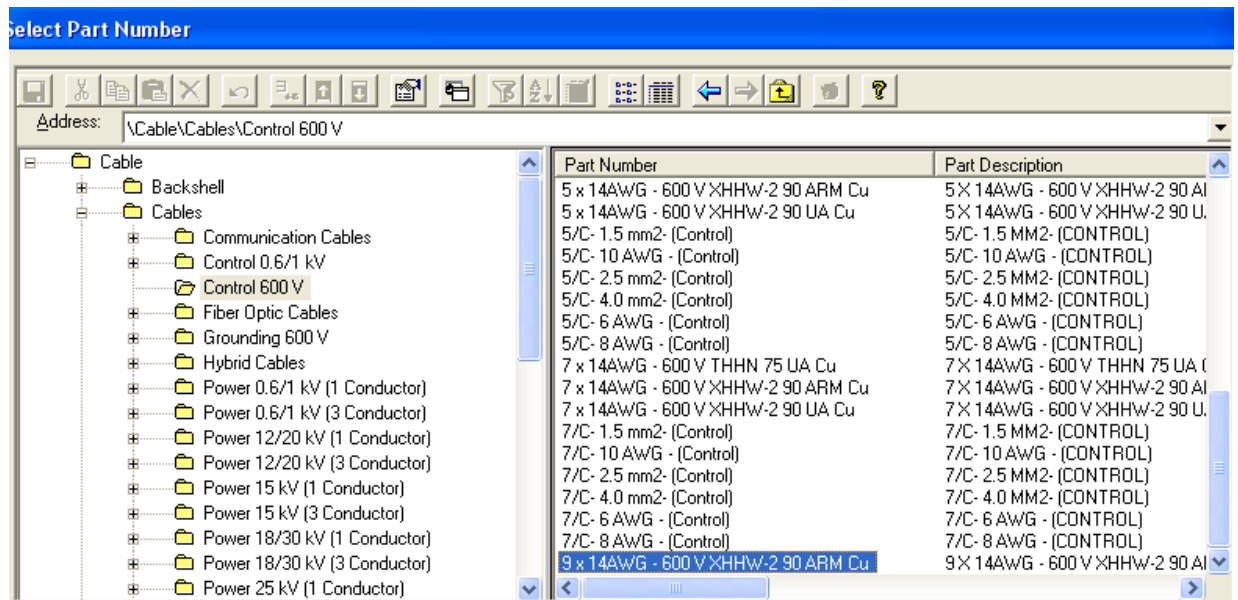 Select Part Number
Address: \Cable\Cables\Control 600 V
Cable
Backshell
Cables
Communication Cables
Control 0.6/1 kV
Control 600 V
Fiber Optic Cables
Grounding 600 V
Hybrid Cables
Power 0.6/1 kV (1 Conductor)
Power 0.6/1 kV (3 Conductor)
Power 12/20 kV (1 Conductor)
Power 12/20 kV (3 Conductor)
Power 15 kV (1 Conductor)
Power 15 kV (3 Conductor)
Power 18/30 kV (1 Conductor)
Power 18/30 kV (3 Conductor)
Power 25 kV (1 Conductor)
Part Number Part Description
5 x 14AWG - 600 V XHHW-2 90 ARM Cu 5 X 14AWG - 600 V XHHW-2 90 A
5 x 14AWG - 600 V XHHW-2 90 UA Cu 5 X 14AWG - 600 V XHHW-2 90 U
5/C- 1.5 mm2- (Control) 5/C- 1.5 MM2- (CONTROL)
5/C- 10 AWG - (Control) 5/C- 10 AWG - (CONTROL)
5/C- 2.5 mm2- (Control) 5/C- 2.5 MM2- (CONTROL)
5/C- 4.0 mm2- (Control) 5/C- 4.0 MM2- (CONTROL)
5/C- 6 AWG - (Control) 5/C- 6 AWG - (CONTROL)
5/C- 8 AWG - (Control) 5/C- 8 AWG - (CONTROL)
7 x 14AWG - 600 V THHN 75 UA Cu 7 X 14AWG - 600 V THHN 75 UA
7 x 14AWG - 600 V XHHW-2 90 ARM Cu 7 X 14AWG - 600 V XHHW-2 90 A
7 x 14AWG - 600 V XHHW-2 90 UA Cu 7 X 14AWG - 600 V XHHW-2 90 U
7/C- 1.5 mm2- (Control) 7/C- 1.5 MM2- (CONTROL)
7/C- 10 AWG - (Control) 7/C- 10 AWG - (CONTROL)
7/C- 2.5 mm2- (Control) 7/C- 2.5 MM2- (CONTROL)
7/C- 4.0 mm2- (Control) 7/C- 4.0 MM2- (CONTROL)
7/C- 6 AWG - (Control) 7/C- 6 AWG - (CONTROL)
7/C- 8 AWG - (Control) 7/C- 8 AWG - (CONTROL)
9 x 14AWG - 600 V XHHW-2 90 ARM Cu 9 X 14AWG - 600 V XHHW-2 90 A